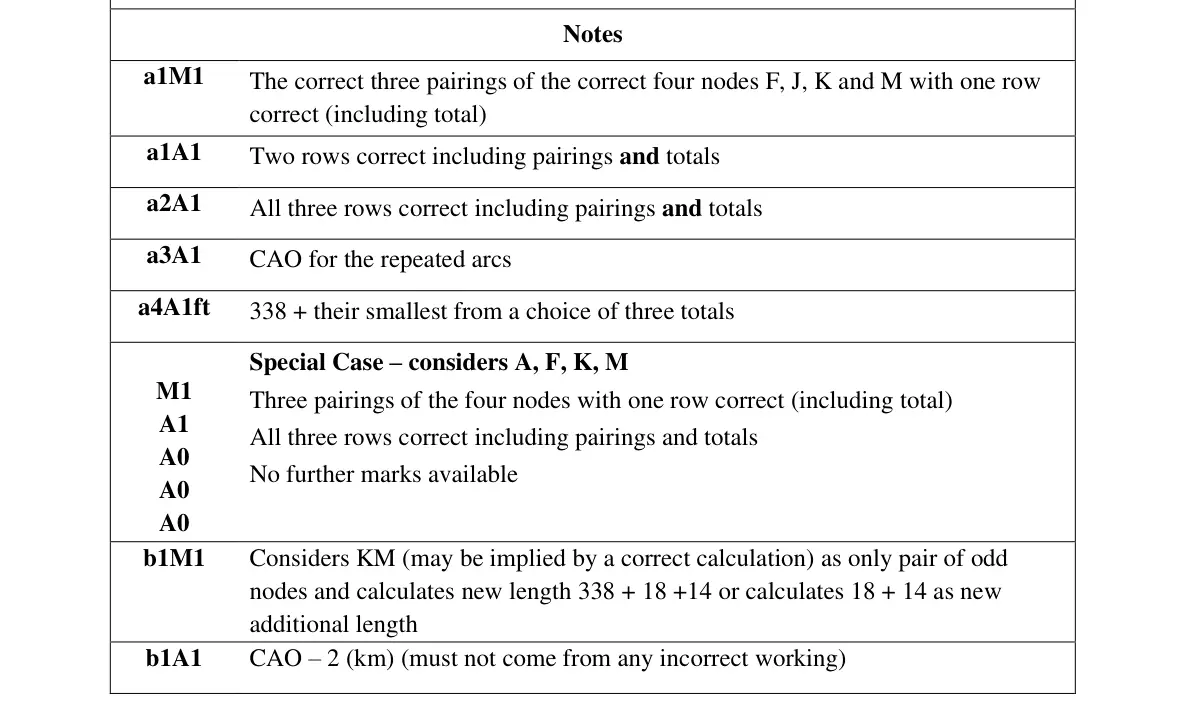 Notes
a1M1
The correct three pairings of the correct four nodes F, J, K and M with one row
correct (including total)
a1A1
Two rows correct including pairings and totals
a2A1
All three rows correct including pairings and totals
a3A1
CAO for the repeated arcs
a4A1ft
338 + their smallest from a choice of three totals
Special Case – considers A, F, K, M
M1
Three pairings of the four nodes with one row correct (including total)
A1
All three rows correct including pairings and totals
A0
No further marks available
A0
A0
b1M1
Considers KM (may be implied by a correct calculation) as only pair of odd
nodes and calculates new length 338 + 18 +14 or calculates 18 + 14 as new
additional length
b1A1
CAO – 2 (km) (must not come from any incorrect working)